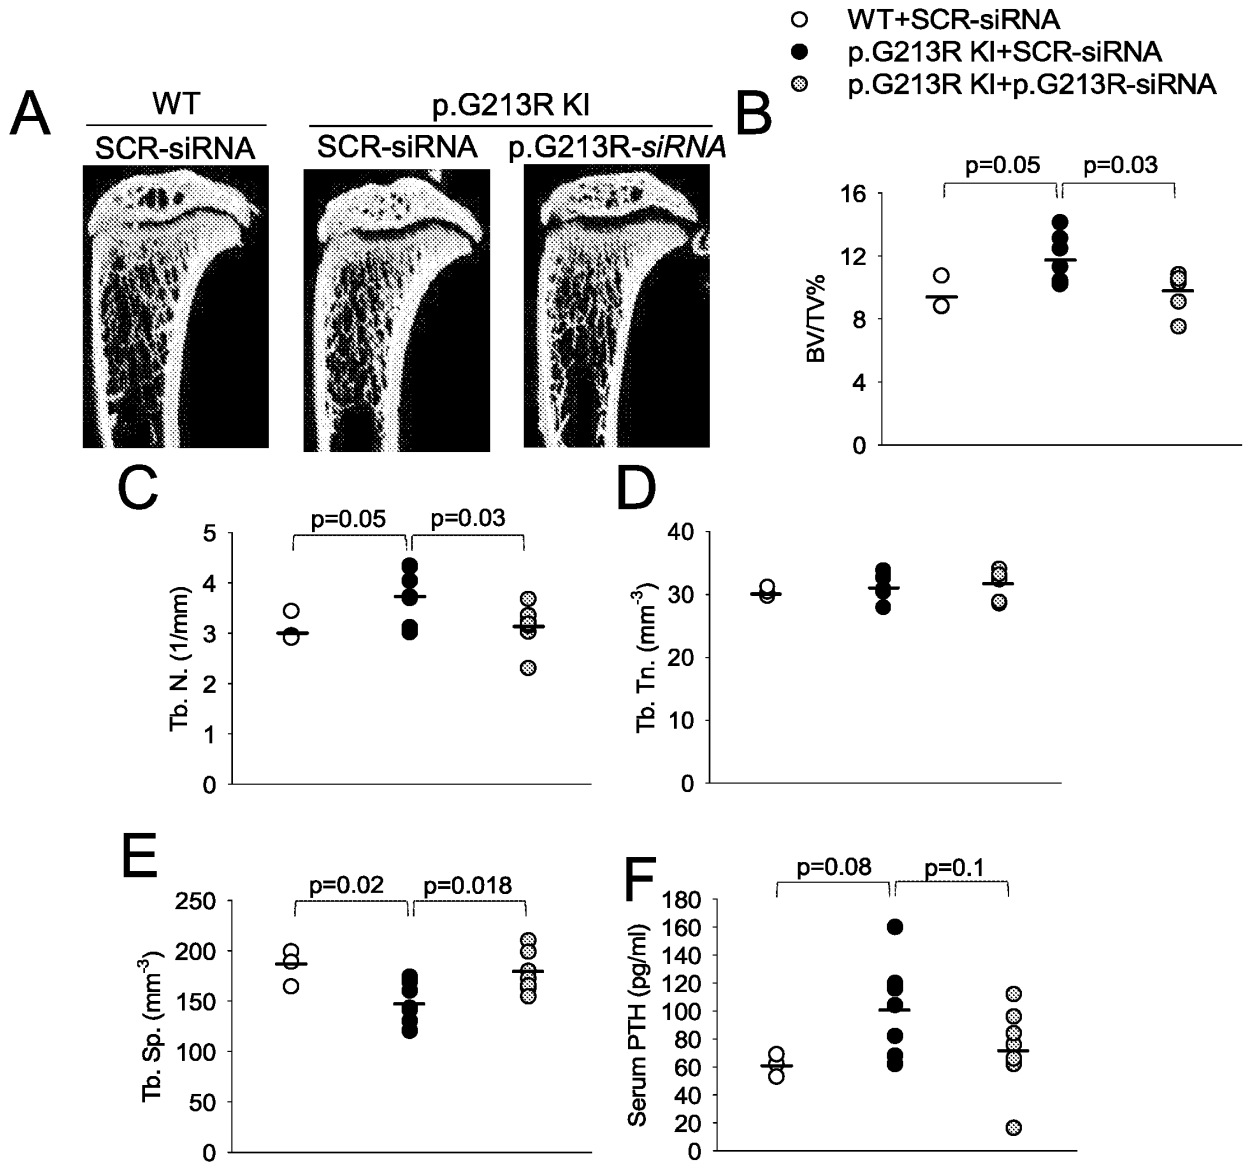 WT+SCR-siRNA
p.G213R KI+SCR-siRNA
p.G213R KI+p.G213R-siRNA
A
WT
p.G213R KI
SCR-siRNA
SCR-siRNA
p.G213R-siRNA
B
p=0.05
p=0.03
16
12
8
4
0
BV/TV%
C
p=0.05
p=0.03
5
4
3
2
1
0
Tb. N. (1/mm)
D
40
30
20
10
0
Tb. Tn. (mm-3)
E
p=0.02
p=0.018
250
200
150
100
50
0
Tb. Sp. (mm-3)
F
p=0.08
p=0.1
180
160
140
120
100
80
60
40
20
0
Serum PTH (pg/ml)